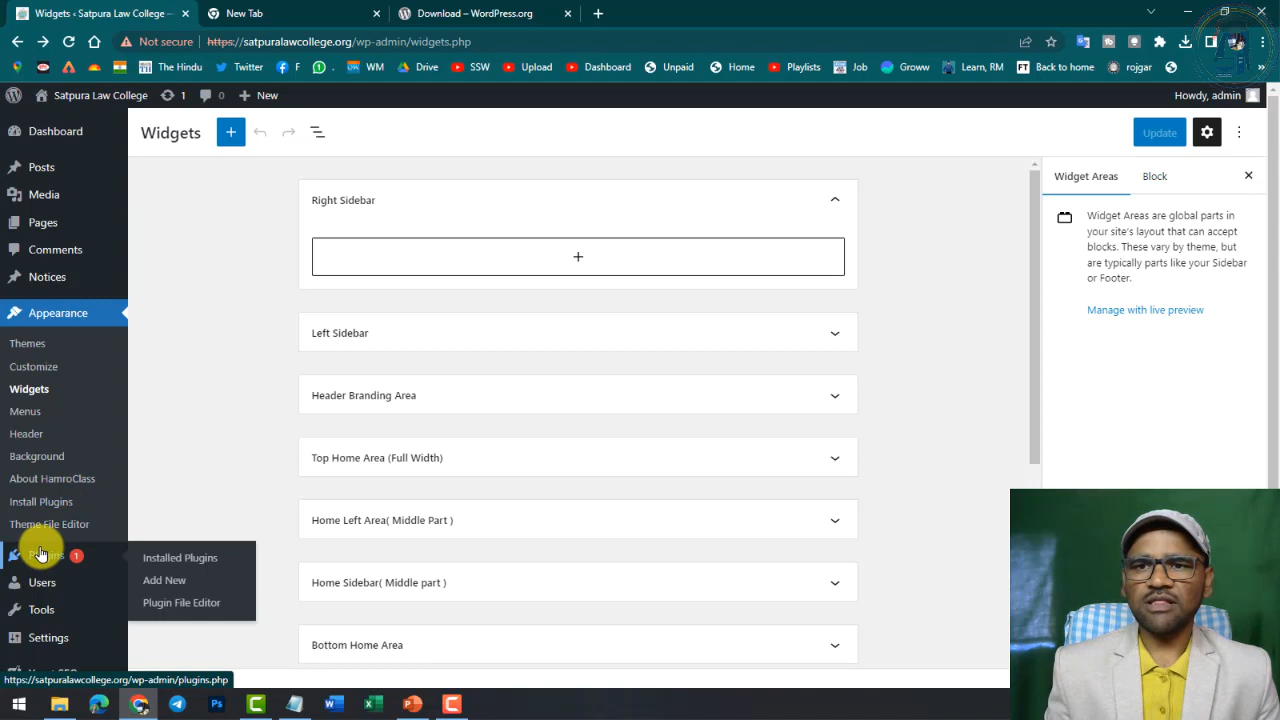 Widgets ‹ Satpura Law College — ×
New Tab ×
Download – WordPress.org ×
Not secure
https://satpuralawcollege.org/wp-admin/widgets.php
The Hindu
Twitter
F
WM
Drive
SSW
Upload
Dashboard
Unpaid
Home
Playlists
Job
Groww
Learn, RM
FT
Back to home
rojgar
Satpura Law College
1
0
New
Howdy, admin
Dashboard
Posts
Media
Pages
Comments
Notices
Appearance
Themes
Customize
Widgets
Menus
Header
Background
About HamroClass
Install Plugins
Theme File Editor
Plugins 1
Users
Tools
Settings
Installed Plugins
Add New
Plugin File Editor
Widgets
Update
Right Sidebar
Left Sidebar
Header Branding Area
Top Home Area (Full Width)
Home Left Area( Middle Part )
Home Sidebar( Middle part )
Bottom Home Area
Widget Areas
Block
Widget Areas are global parts in
your site's layout that can accept
blocks. These vary by theme, but
are typically parts like your Sidebar
or Footer.
Manage with live preview
https://satpuralawcollege.org/wp-admin/plugins.php